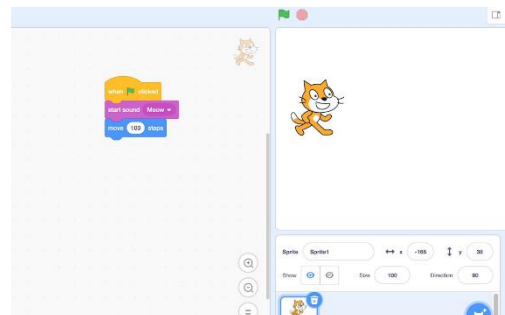 when clicked
start sound Meow
move 100 steps
Sprite Sprite1 x -165 y 38
Show Size 100 Direction 90